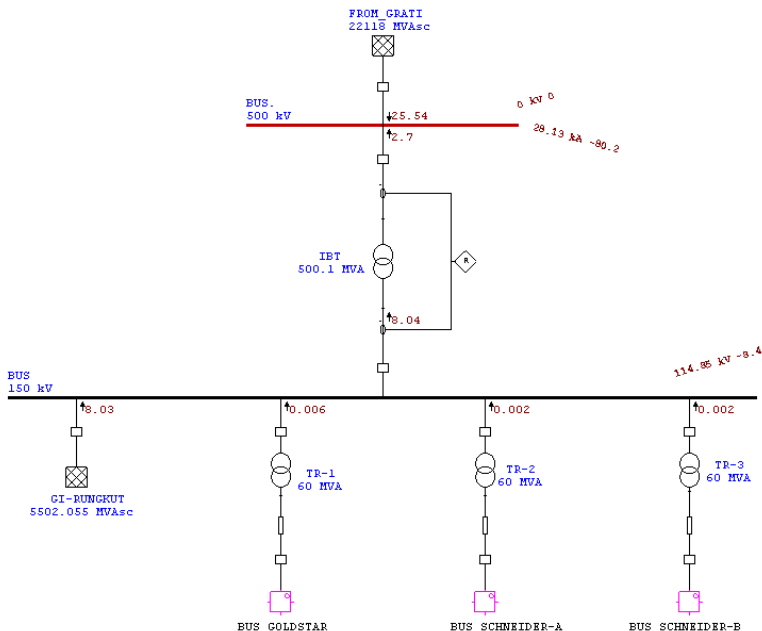 FROM_GRATI
22118 MVAsc
BUS.
500 kV
25.54
0 kV 0
28.13 kA -80.2
2.7
IBT
500.1 MVA
R
8.04
114.85 kV -8.4
BUS
150 kV
8.03
0.006
0.002
0.002
TR-1
60 MVA
TR-2
60 MVA
TR-3
60 MVA
GI-RUNGKUT
5502.055 MVAsc
BUS GOLDSTAR
BUS SCHNEIDER-A
BUS SCHNEIDER-B